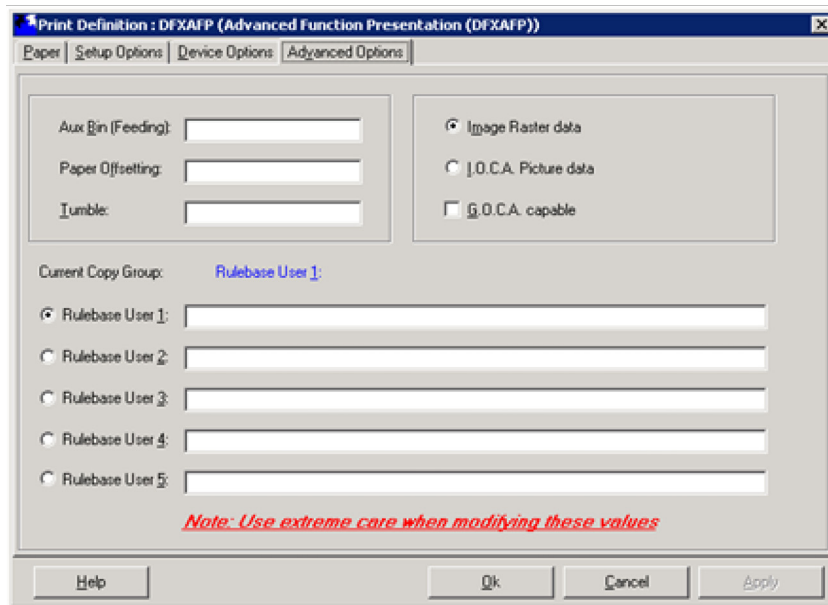 Print Definition : DFXAFP (Advanced Function Presentation (DFXAFP))
Paper Setup Options Device Options Advanced Options
Aux Bin (Feeding):
Paper Offsetting:
Tumble:
Image Raster data
I.O.C.A. Picture data
G.O.C.A. capable
Current Copy Group: Rulebase User 1:
Rulebase User 1:
Rulebase User 2:
Rulebase User 3:
Rulebase User 4:
Rulebase User 5:
Note: Use extreme care when modifying these values
Help Ok Cancel Apply